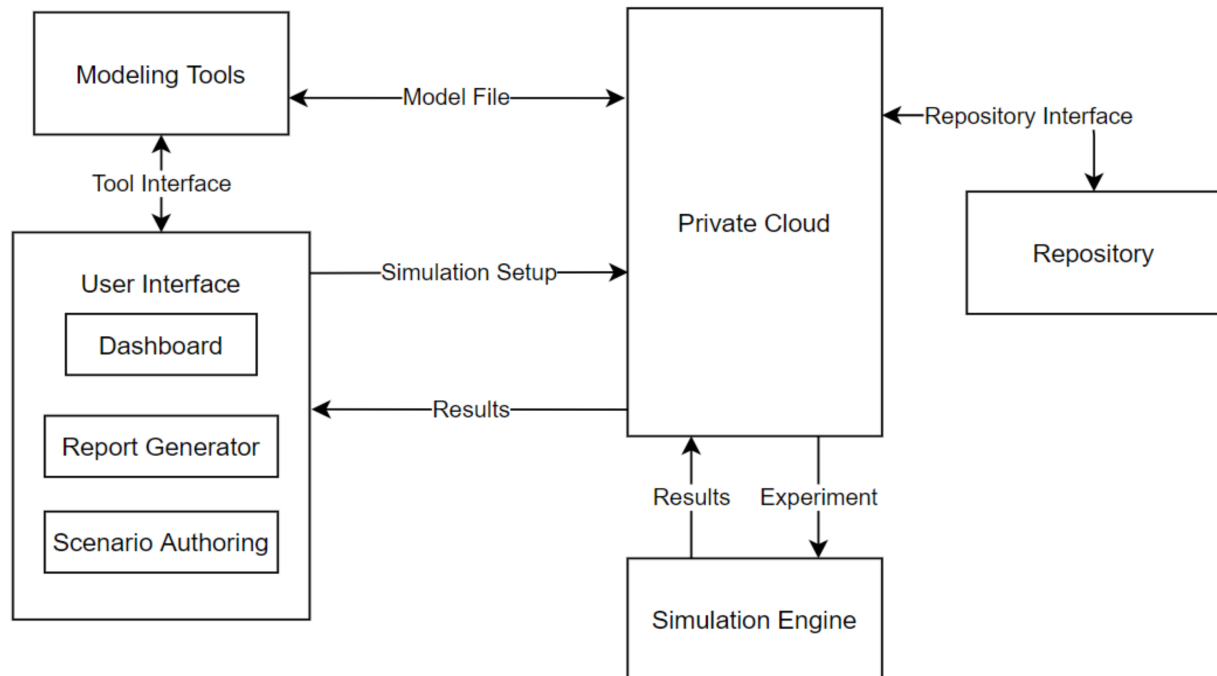 Modeling Tools
Model File
Repository Interface
Tool Interface
Private Cloud
Repository
User Interface
Simulation Setup
Dashboard
Results
Report Generator
Results
Experiment
Scenario Authoring
Simulation Engine